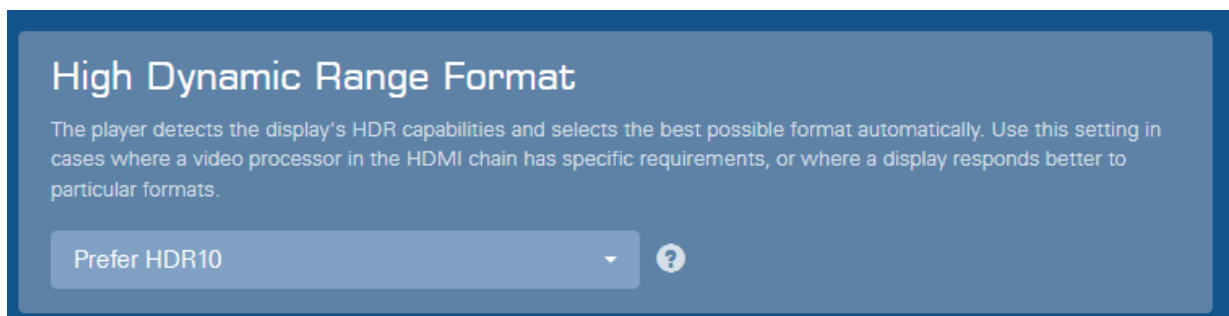 High Dynamic Range Format
The player detects the display's HDR capabilities and selects the best possible format automatically. Use this setting in
cases where a video processor in the HDMI chain has specific requirements, or where a display responds better to
particular formats.
Prefer HDR10
?